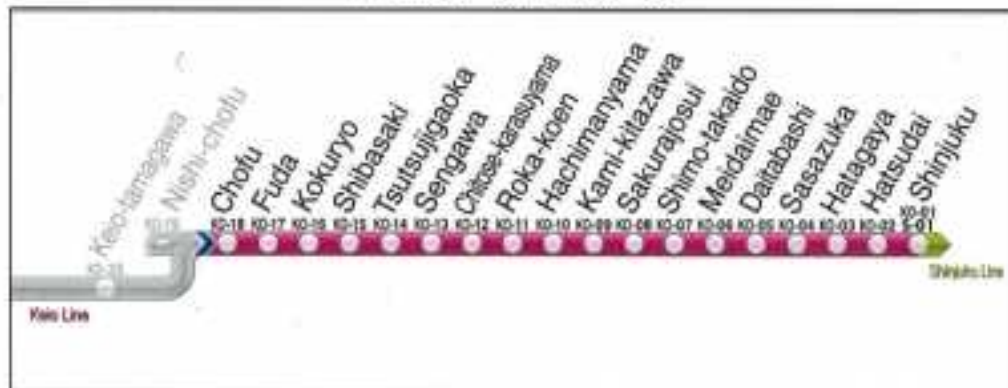 Keio-tamagawa
Nishi-chofu
Chofu
Fuda
Kokuryo
Shibasaki
Tsutsujigaoka
Sengawa
Chitose-karasuyama
Roka-koen
Hachimanyama
Kami-kitazawa
Sakurajosui
Shimo-takaido
Meidaimae
Daitabashi
Sasazuka
Hatagaya
Hatsudai
Shinjuku
KO-18 KO-17 KO-16 KO-15 KO-14 KO-13 KO-12 KO-11 KO-10 KO-09 KO-08 KO-07 KO-06 KO-05 KO-04 KO-03 KO-02 KO-01
S-01
Shinjuku Line
Keio Line